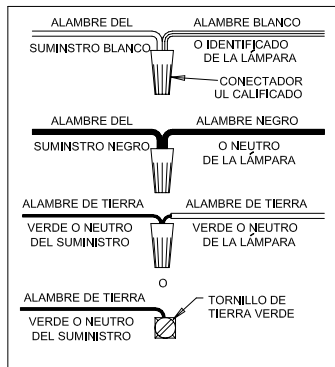 ALAMBRE DEL
SUMINSTRO BLANCO
ALAMBRE BLANCO
O IDENTIFICADO
DE LA LÁMPARA
CONECTADOR
UL CALIFICADO
ALAMBRE DEL
SUMINSTRO NEGRO
ALAMBRE NEGRO
O NEUTRO
DE LA LÁMPARA
ALAMBRE DE TIERRA
VERDE O NEUTRO
DEL SUMINISTRO
ALAMBRE DE TIERRA
VERDE O NEUTRO
DE LA LÁMPARA
O
ALAMBRE DE TIERRA
VERDE O NEUTRO
DEL SUMINISTRO
TORNILLO DE
TIERRA VERDE